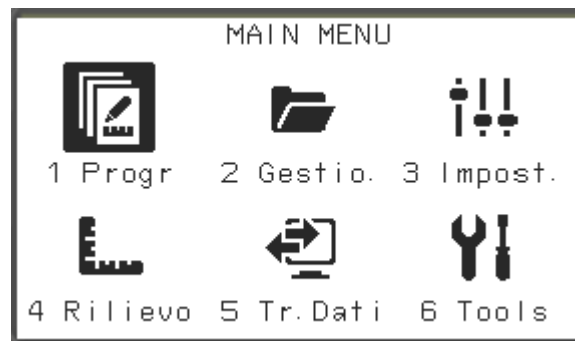 MAIN MENU
1 Progr 2 Gestio. 3 Impost.
4 Rilievo 5 Tr.Dati 6 Tools